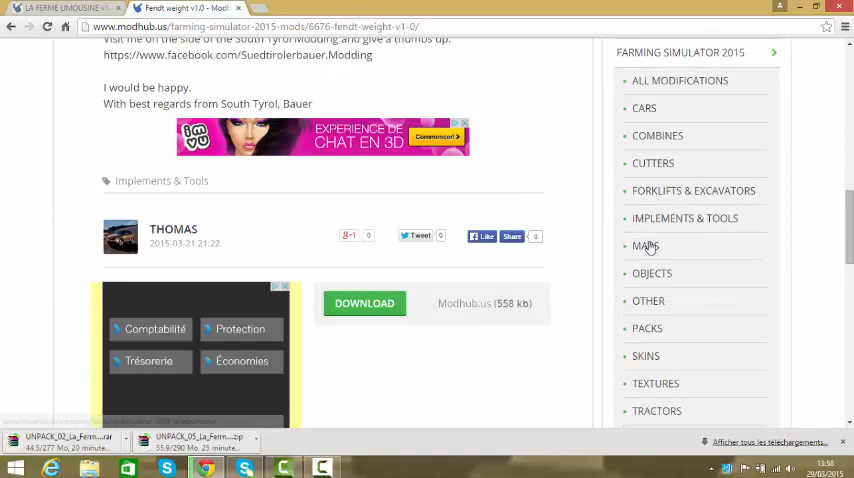 LA FERME LIMOUSINE v1.
Fendt weight v1.0 - Modh
www.modhub.us/farming-simulator-2015-mods/6676-fendt-weight-v1-0/
Visit me on the side of the South Tyrol Modding and give a thumbs up.
https://www.facebook.com/Suedtirolerbauer.Modding
I would be happy.
With best regards from South Tyrol, Bauer
imvu
EXPERIENCE DE
CHAT EN 3D
Commencer!
Implements & Tools
THOMAS
2015-03-21 21:22
g+1 0
Tweet 0
Like Share 0
Comptabilité
Protection
Trésorerie
Économies
DOWNLOAD
Modhub.us (558 kb)
FARMING SIMULATOR 2015
ALL MODIFICATIONS
CARS
COMBINES
CUTTERS
FORKLIFTS & EXCAVATORS
IMPLEMENTS & TOOLS
MAPS
OBJECTS
OTHER
PACKS
SKINS
TEXTURES
TRACTORS
UNPACK_02_La_Ferm....rar
44,5/277 Mo, 20 minute...
UNPACK_05_La_Ferm....zip
55,9/290 Mo, 25 minute...
Afficher tous les téléchargements...
13:58
29/03/2015